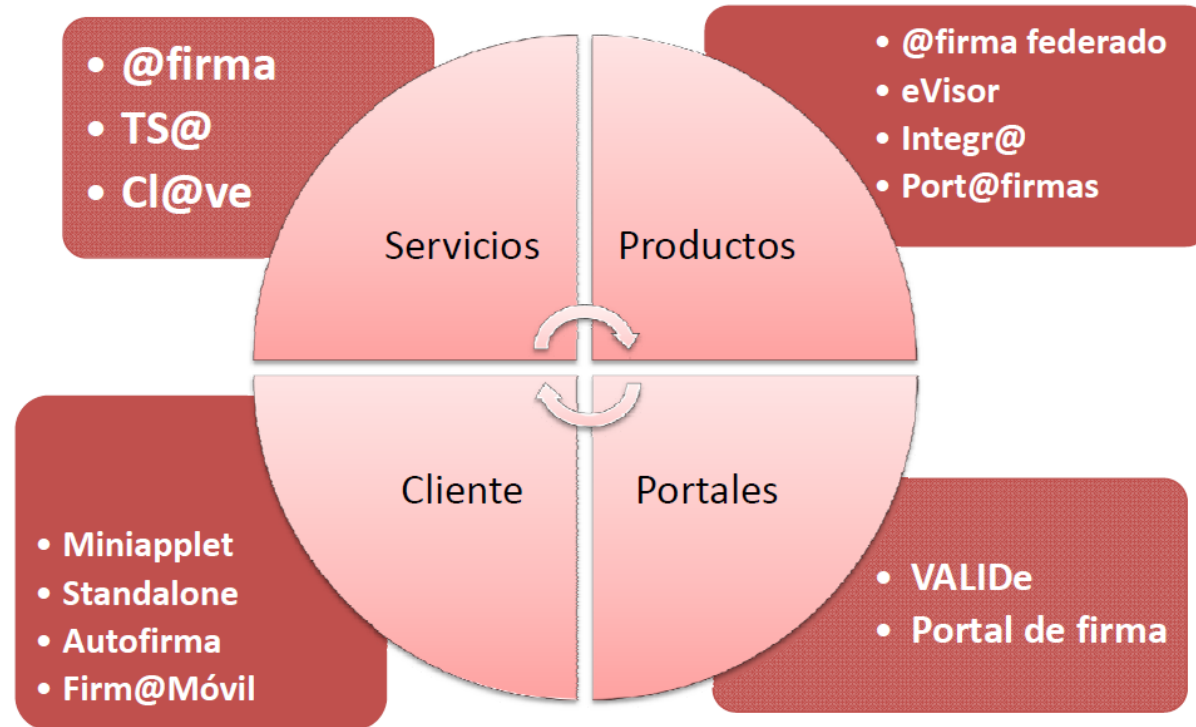 • @firma
• TS@
• Cl@ve
• @firma federado
• eVisor
• Integr@
• Port@firmas
Servicios
Productos
Cliente
Portales
• Miniapplet
• Standalone
• Autofirma
• Firm@Móvil
• VALIDe
• Portal de firma